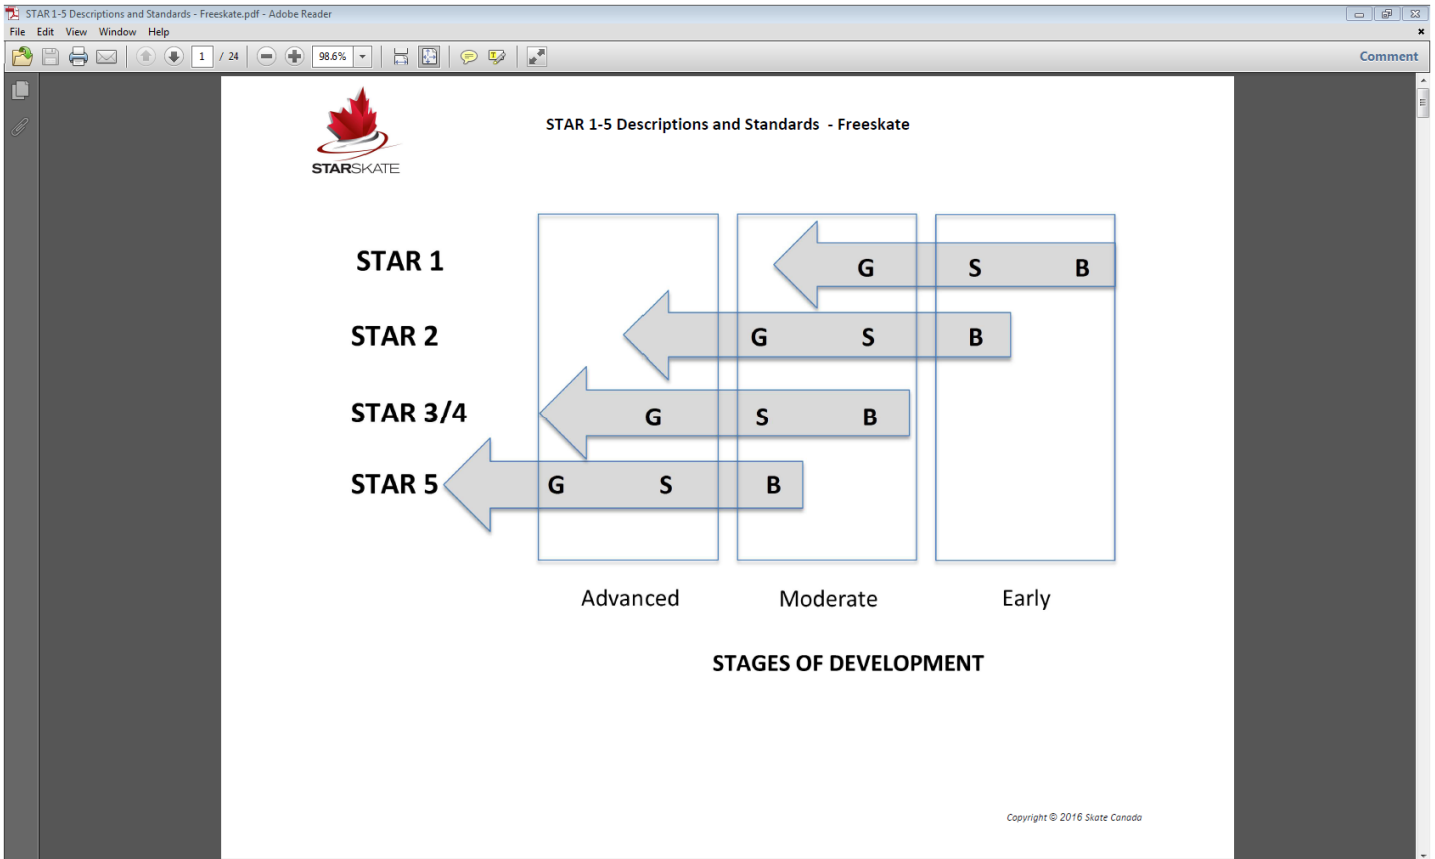 STAR 1-5 Descriptions and Standards - Freeskate.pdf - Adobe Reader
File Edit View Window Help
1 / 24 98.6% Comment
STARSKATE
STAR 1-5 Descriptions and Standards - Freeskate
STAR 1 G S B
STAR 2 G S B
STAR 3/4 G S B
STAR 5 G S B
Advanced Moderate Early
STAGES OF DEVELOPMENT
Copyright © 2016 Skate Canada